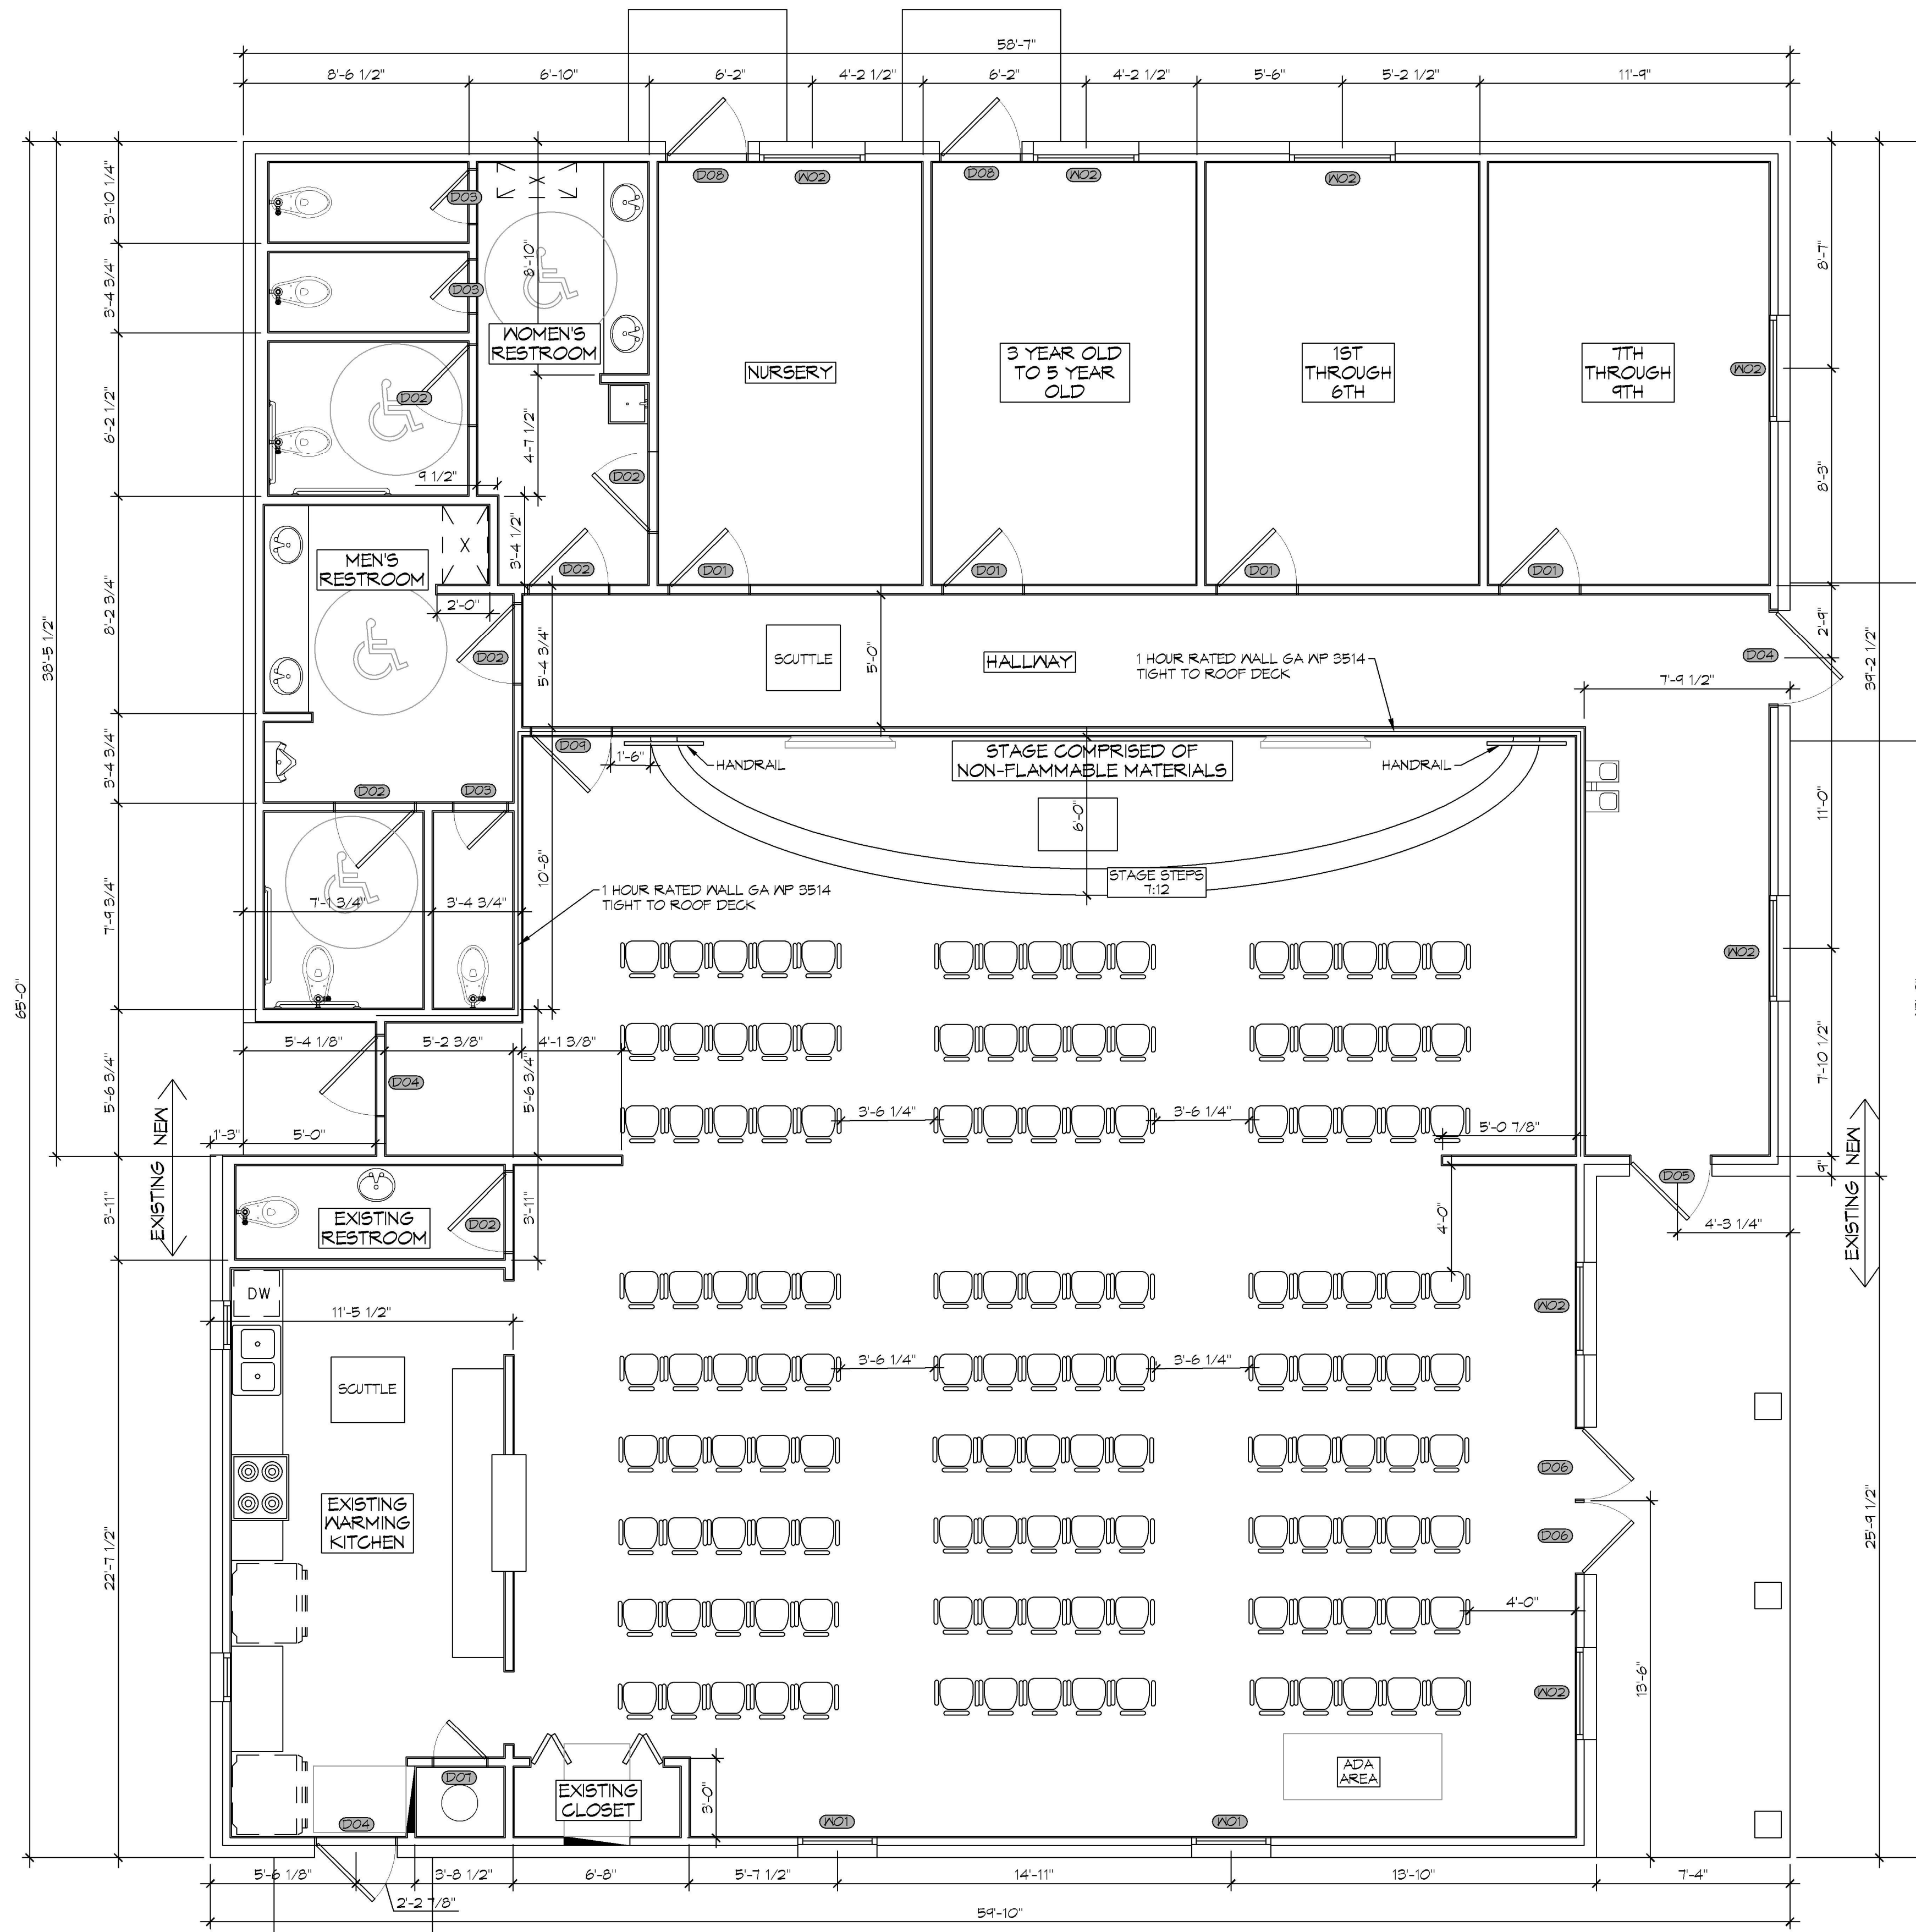 58'-7"
8'-6 1/2"
6'-10"
6'-2"
4'-2 1/2"
6'-2"
4'-2 1/2"
5'-6"
5'-2 1/2"
11'-9"
D08
W02
D08
W02
W02
D03
3'-10 1/4"
8'-10"
8'-7"
D03
3'-4 3/4"
WOMEN'S
RESTROOM
NURSERY
3 YEAR OLD
TO 5 YEAR
OLD
1ST
THROUGH
6TH
7TH
THROUGH
9TH
W02
D02
6'-2 1/2"
4'-7 1/2"
9 1/2"
D02
8'-3"
3'-4 1/2"
MEN'S
RESTROOM
D02
D01
D01
D01
D01
2'-0"
8'-2 3/4"
38'-5 1/2"
D02
5'-4 3/4"
SCUTTLE
5'-0"
HALLWAY
1 HOUR RATED WALL GA WP 3514
TIGHT TO ROOF DECK
2'-9"
D04
39'-2 1/2"
7'-9 1/2"
D09
1'-6"
HANDRAIL
STAGE COMPRISED OF
NON-FLAMMABLE MATERIALS
HANDRAIL
3'-4 3/4"
D02
D03
6'-0"
11'-0"
10'-8"
STAGE STEPS
7:12
1 HOUR RATED WALL GA WP 3514
TIGHT TO ROOF DECK
7'-1 3/4"
3'-4 3/4"
7'-9 3/4"
W02
65'-0"
5'-4 1/8"
5'-2 3/8"
4'-1 3/8"
D04
5'-6 3/4"
5'-6 3/4"
7'-10 1/2"
3'-6 1/4"
3'-6 1/4"
5'-0 7/8"
1'-3"
5'-0"
EXISTING NEW
EXISTING NEW
9"
D05
3'-11"
3'-11"
EXISTING
RESTROOM
D02
4'-0"
4'-3 1/4"
DW
11'-5 1/2"
W02
SCUTTLE
3'-6 1/4"
3'-6 1/4"
D06
EXISTING
WARMING
KITCHEN
D06
22'-7 1/2"
25'-9 1/2"
4'-0"
13'-6"
W02
D07
EXISTING
CLOSET
3'-0"
ADA
AREA
D04
W01
W01
5'-6 1/8"
3'-8 1/2"
6'-8"
5'-7 1/2"
14'-11"
13'-10"
7'-4"
2'-2 7/8"
59'-10"